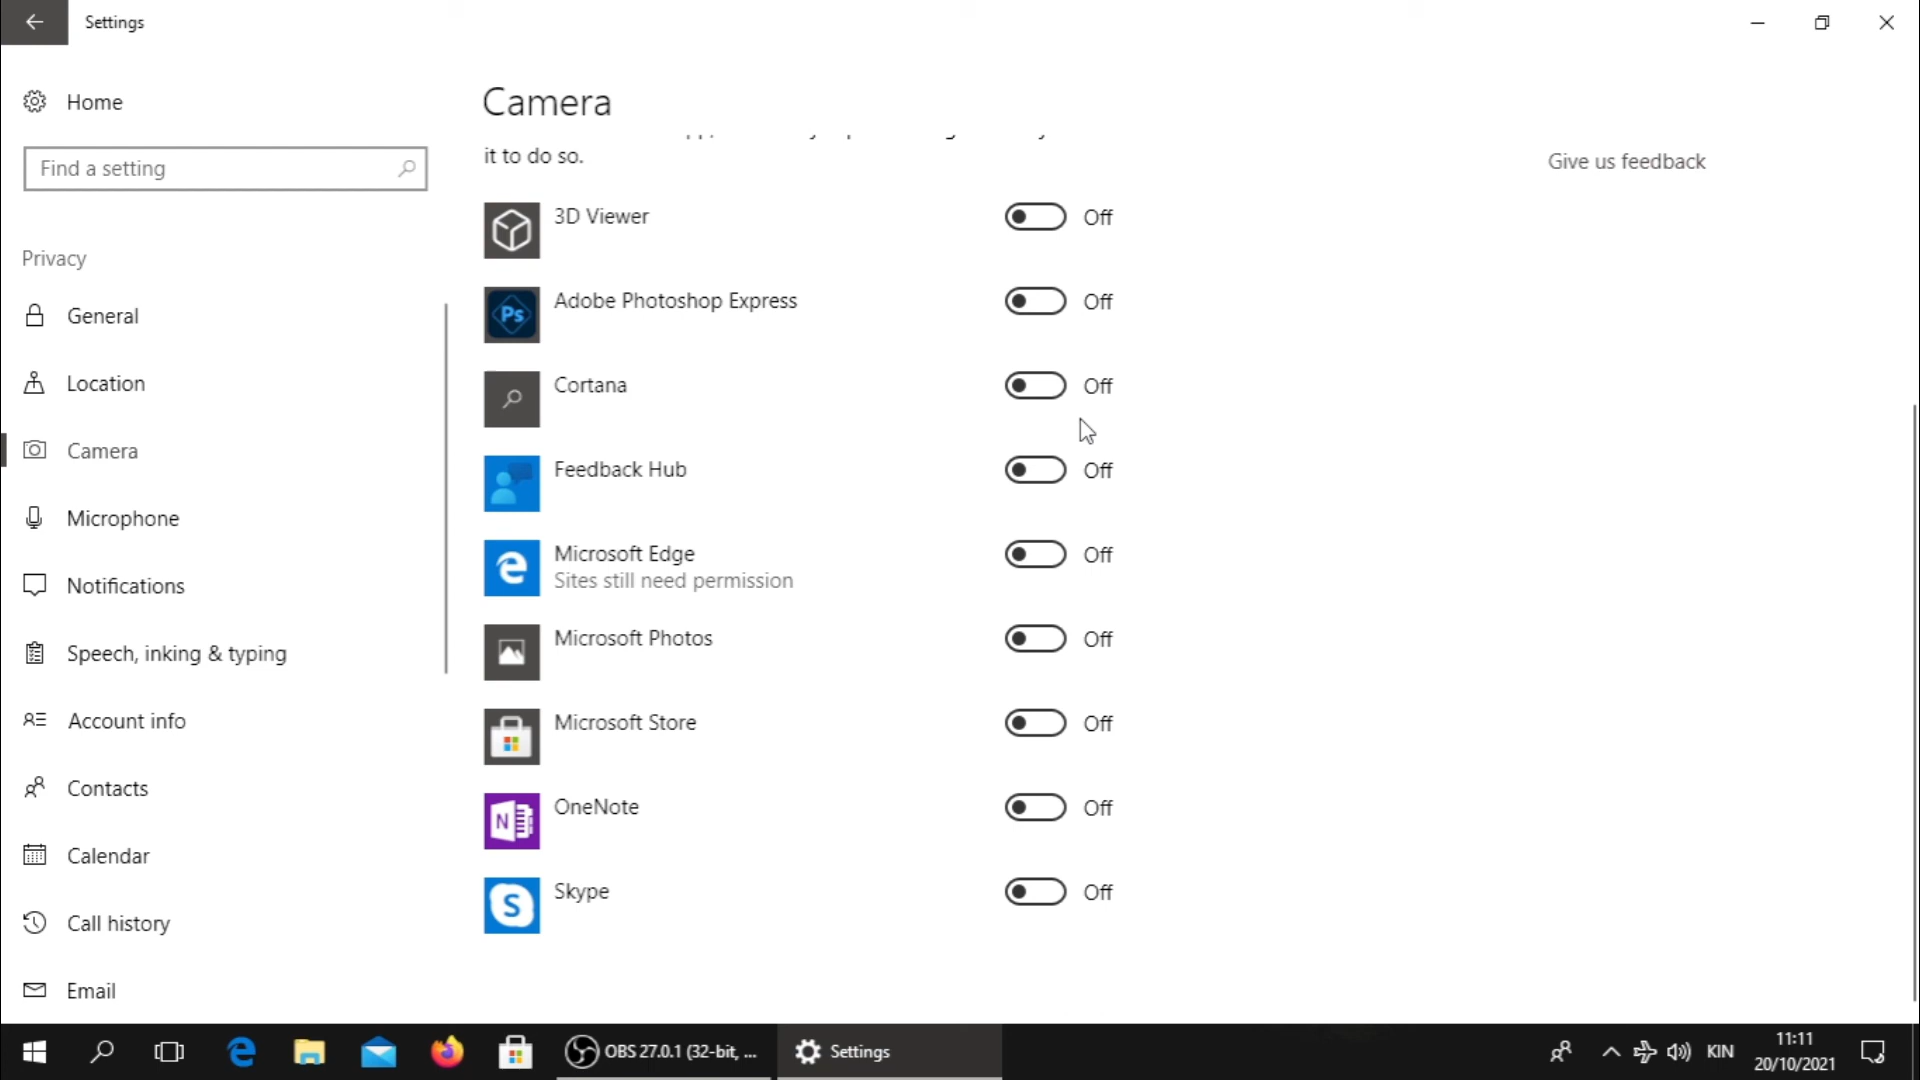 Settings
Home
Find a setting
Privacy
General
Location
Camera
Microphone
Notifications
Speech, inking & typing
Account info
Contacts
Calendar
Call history
Email
Camera
it to do so.
3D Viewer Off
Ps
Adobe Photoshop Express Off
Cortana Off
Feedback Hub Off
Microsoft Edge Off
Sites still need permission
Microsoft Photos Off
Microsoft Store Off
N
OneNote Off
S
Skype Off
Give us feedback
OBS 27.0.1 (32-bit, ...
Settings
KIN
11:11
20/10/2021